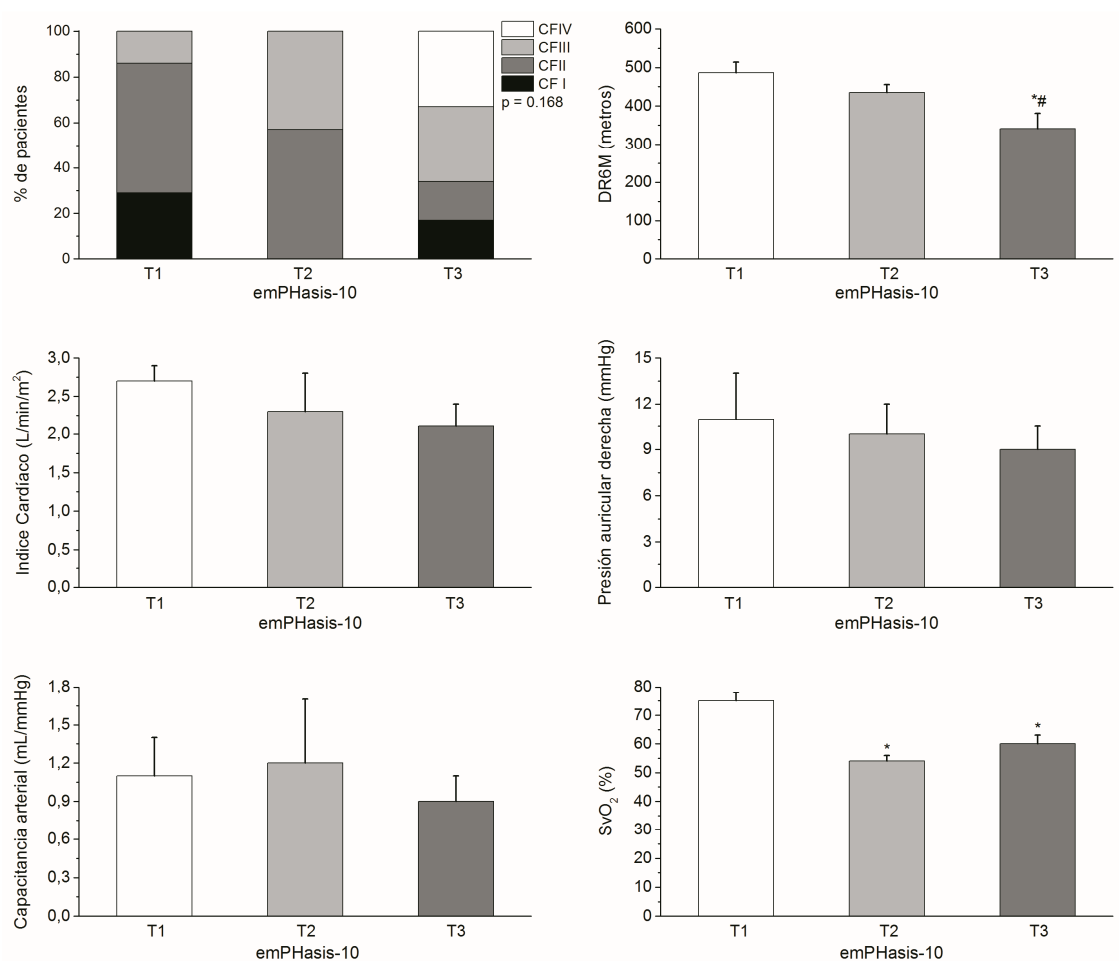 % de pacientes
100
80
60
40
20
0
T1 T2 T3
emPHasis-10
CFIV
CFIII
CFII
CF I
p = 0.168
DR6M (metros)
600
500
400
300
200
100
0
*#
T1 T2 T3
emPHasis-10
Indice Cardíaco (L/min/m²)
3,0
2,5
2,0
1,5
1,0
0,5
0,0
T1 T2 T3
emPHasis-10
Presión auricular derecha (mmHg)
15
12
9
6
3
0
T1 T2 T3
emPHasis-10
Capacitancia arterial (mL/mmHg)
1,8
1,5
1,2
0,9
0,6
0,3
0,0
T1 T2 T3
emPHasis-10
SvO₂ (%)
80
70
60
50
40
30
20
10
0
* *
T1 T2 T3
emPHasis-10